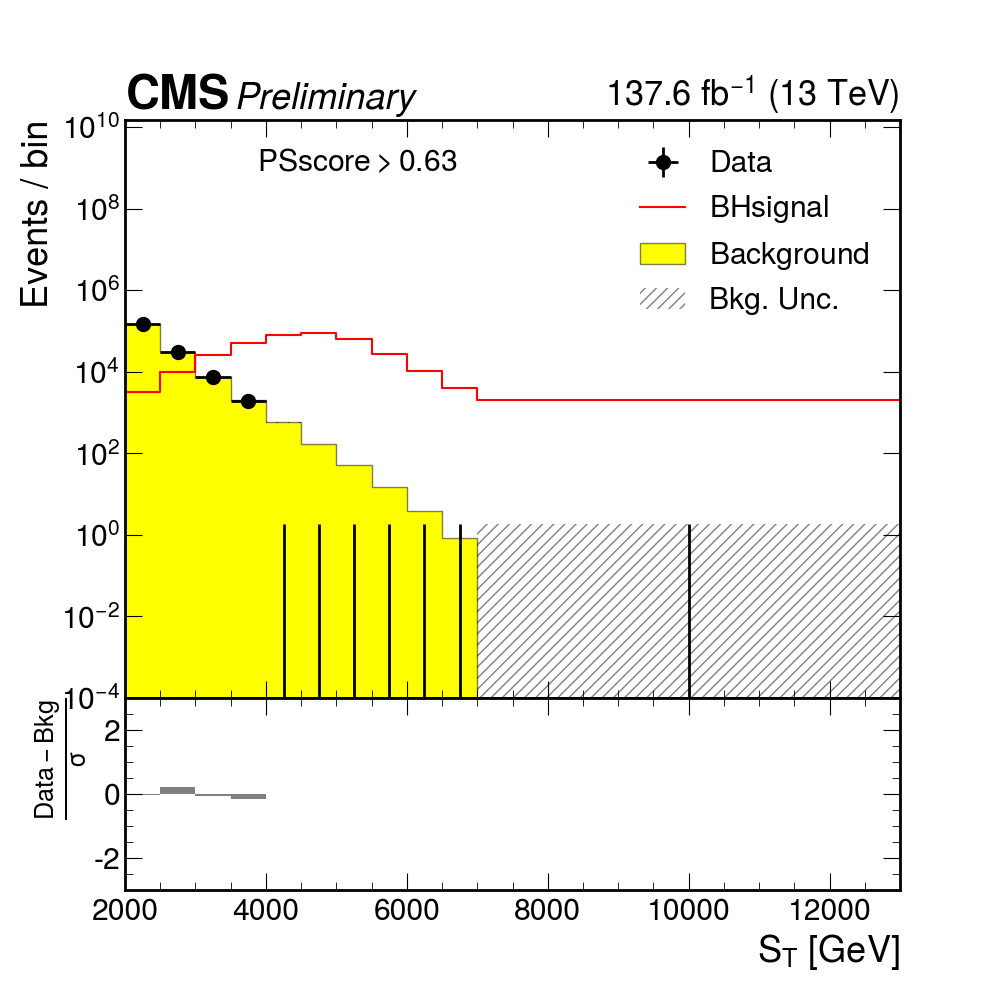 CMS Preliminary 137.6 fb⁻¹ (13 TeV)
Events / bin
10¹⁰
10⁸
10⁶
10⁴
10²
10⁰
10⁻²
10⁻⁴
PSscore > 0.63
Data
BHsignal
Background
Bkg. Unc.
Data − Bkg
σ
2
0
-2
2000 4000 6000 8000 10000 12000
S_T [GeV]